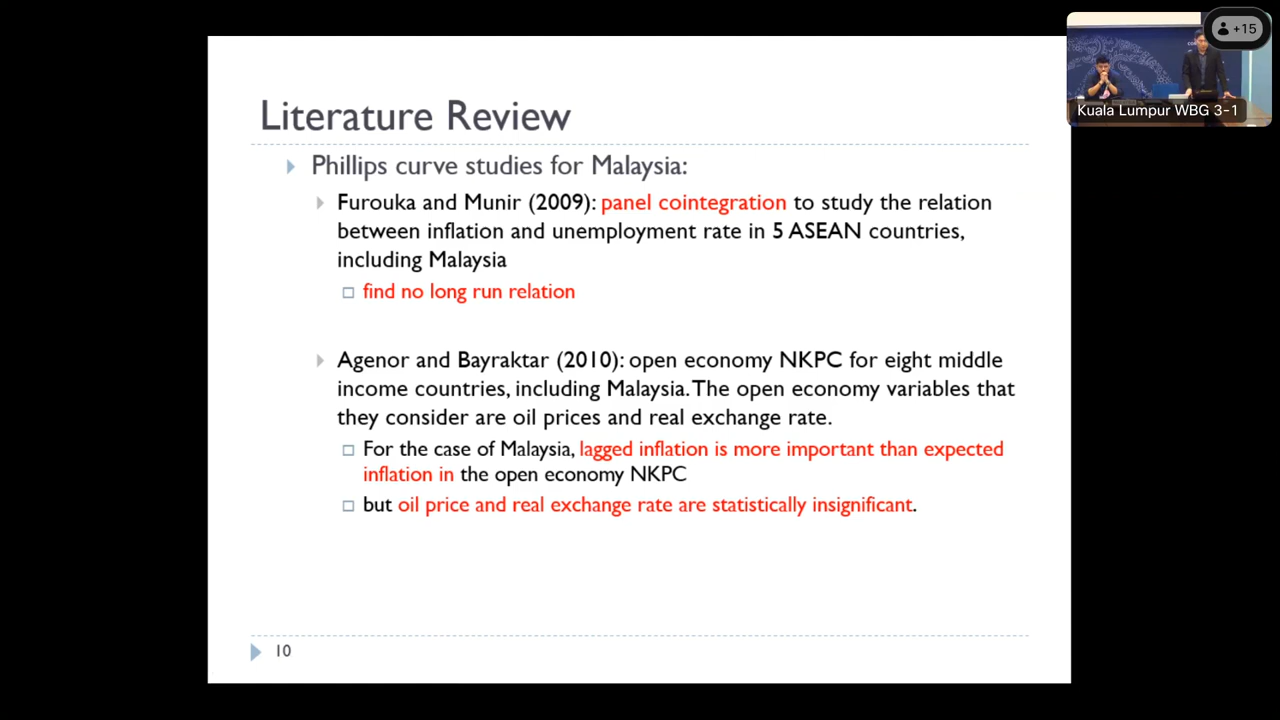 +15
Kuala Lumpur WBG 3-1
Literature Review
Phillips curve studies for Malaysia:
Furouka and Munir (2009): panel cointegration to study the relation
between inflation and unemployment rate in 5 ASEAN countries,
including Malaysia
find no long run relation
Agenor and Bayraktar (2010): open economy NKPC for eight middle
income countries, including Malaysia. The open economy variables that
they consider are oil prices and real exchange rate.
For the case of Malaysia, lagged inflation is more important than expected
inflation in the open economy NKPC
but oil price and real exchange rate are statistically insignificant.
10